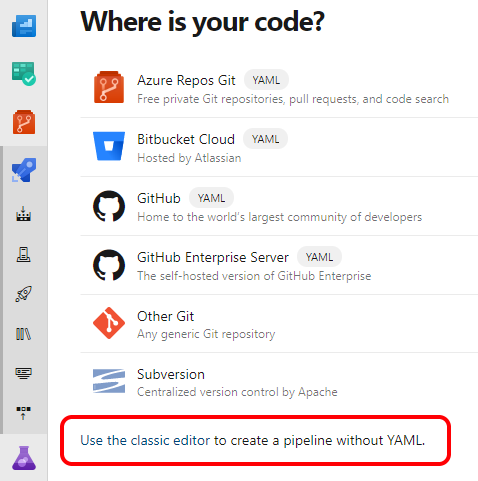 Where is your code?
Azure Repos Git YAML
Free private Git repositories, pull requests, and code search
Bitbucket Cloud YAML
Hosted by Atlassian
GitHub YAML
Home to the world's largest community of developers
GitHub Enterprise Server YAML
The self-hosted version of GitHub Enterprise
Other Git
Any generic Git repository
Subversion
Centralized version control by Apache
Use the classic editor to create a pipeline without YAML.